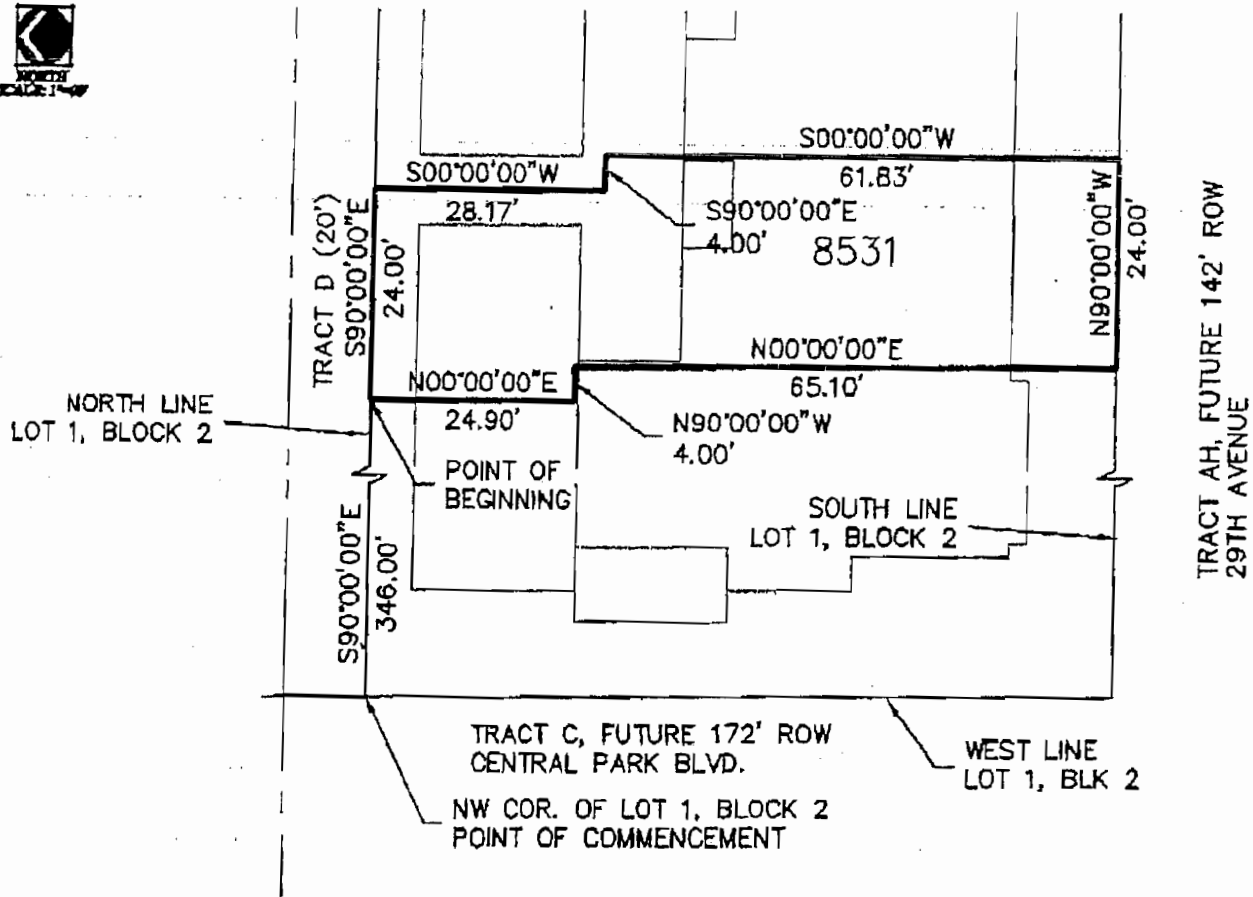 NORTH
S00°00'00"W
61.83'
S00°00'00"W
28.17'
S90°00'00"E
4.00'
8531
TRACT D (20')
S90°00'00"E
24.00'
N90°00'00"W
24.00'
TRACT AH, FUTURE 142' ROW
29TH AVENUE
N00°00'00"E
65.10'
N00°00'00"E
24.90'
N90°00'00"W
4.00'
NORTH LINE
LOT 1, BLOCK 2
POINT OF
BEGINNING
SOUTH LINE
LOT 1, BLOCK 2
S90°00'00"E
346.00'
TRACT C, FUTURE 172' ROW
CENTRAL PARK BLVD.
WEST LINE
LOT 1, BLK 2
NW COR. OF LOT 1, BLOCK 2
POINT OF COMMENCEMENT